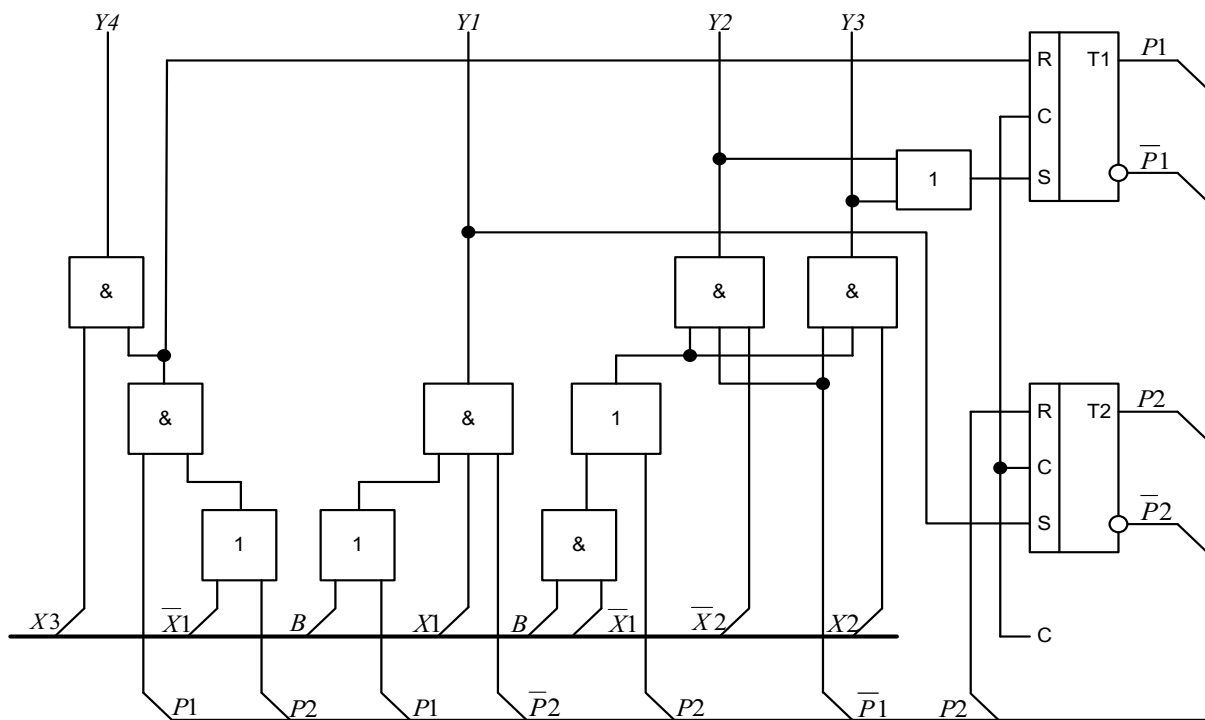 Y4 Y1 Y2 Y3
R T1 P1
C
1 S P̅1
& & &
& & 1 R T2 P2
C
1 1 & S P̅2
X3 X̅1 B X1 B X̅1 X̅2 X2 C
P1 P2 P1 P̅2 P2 P̅1 P2